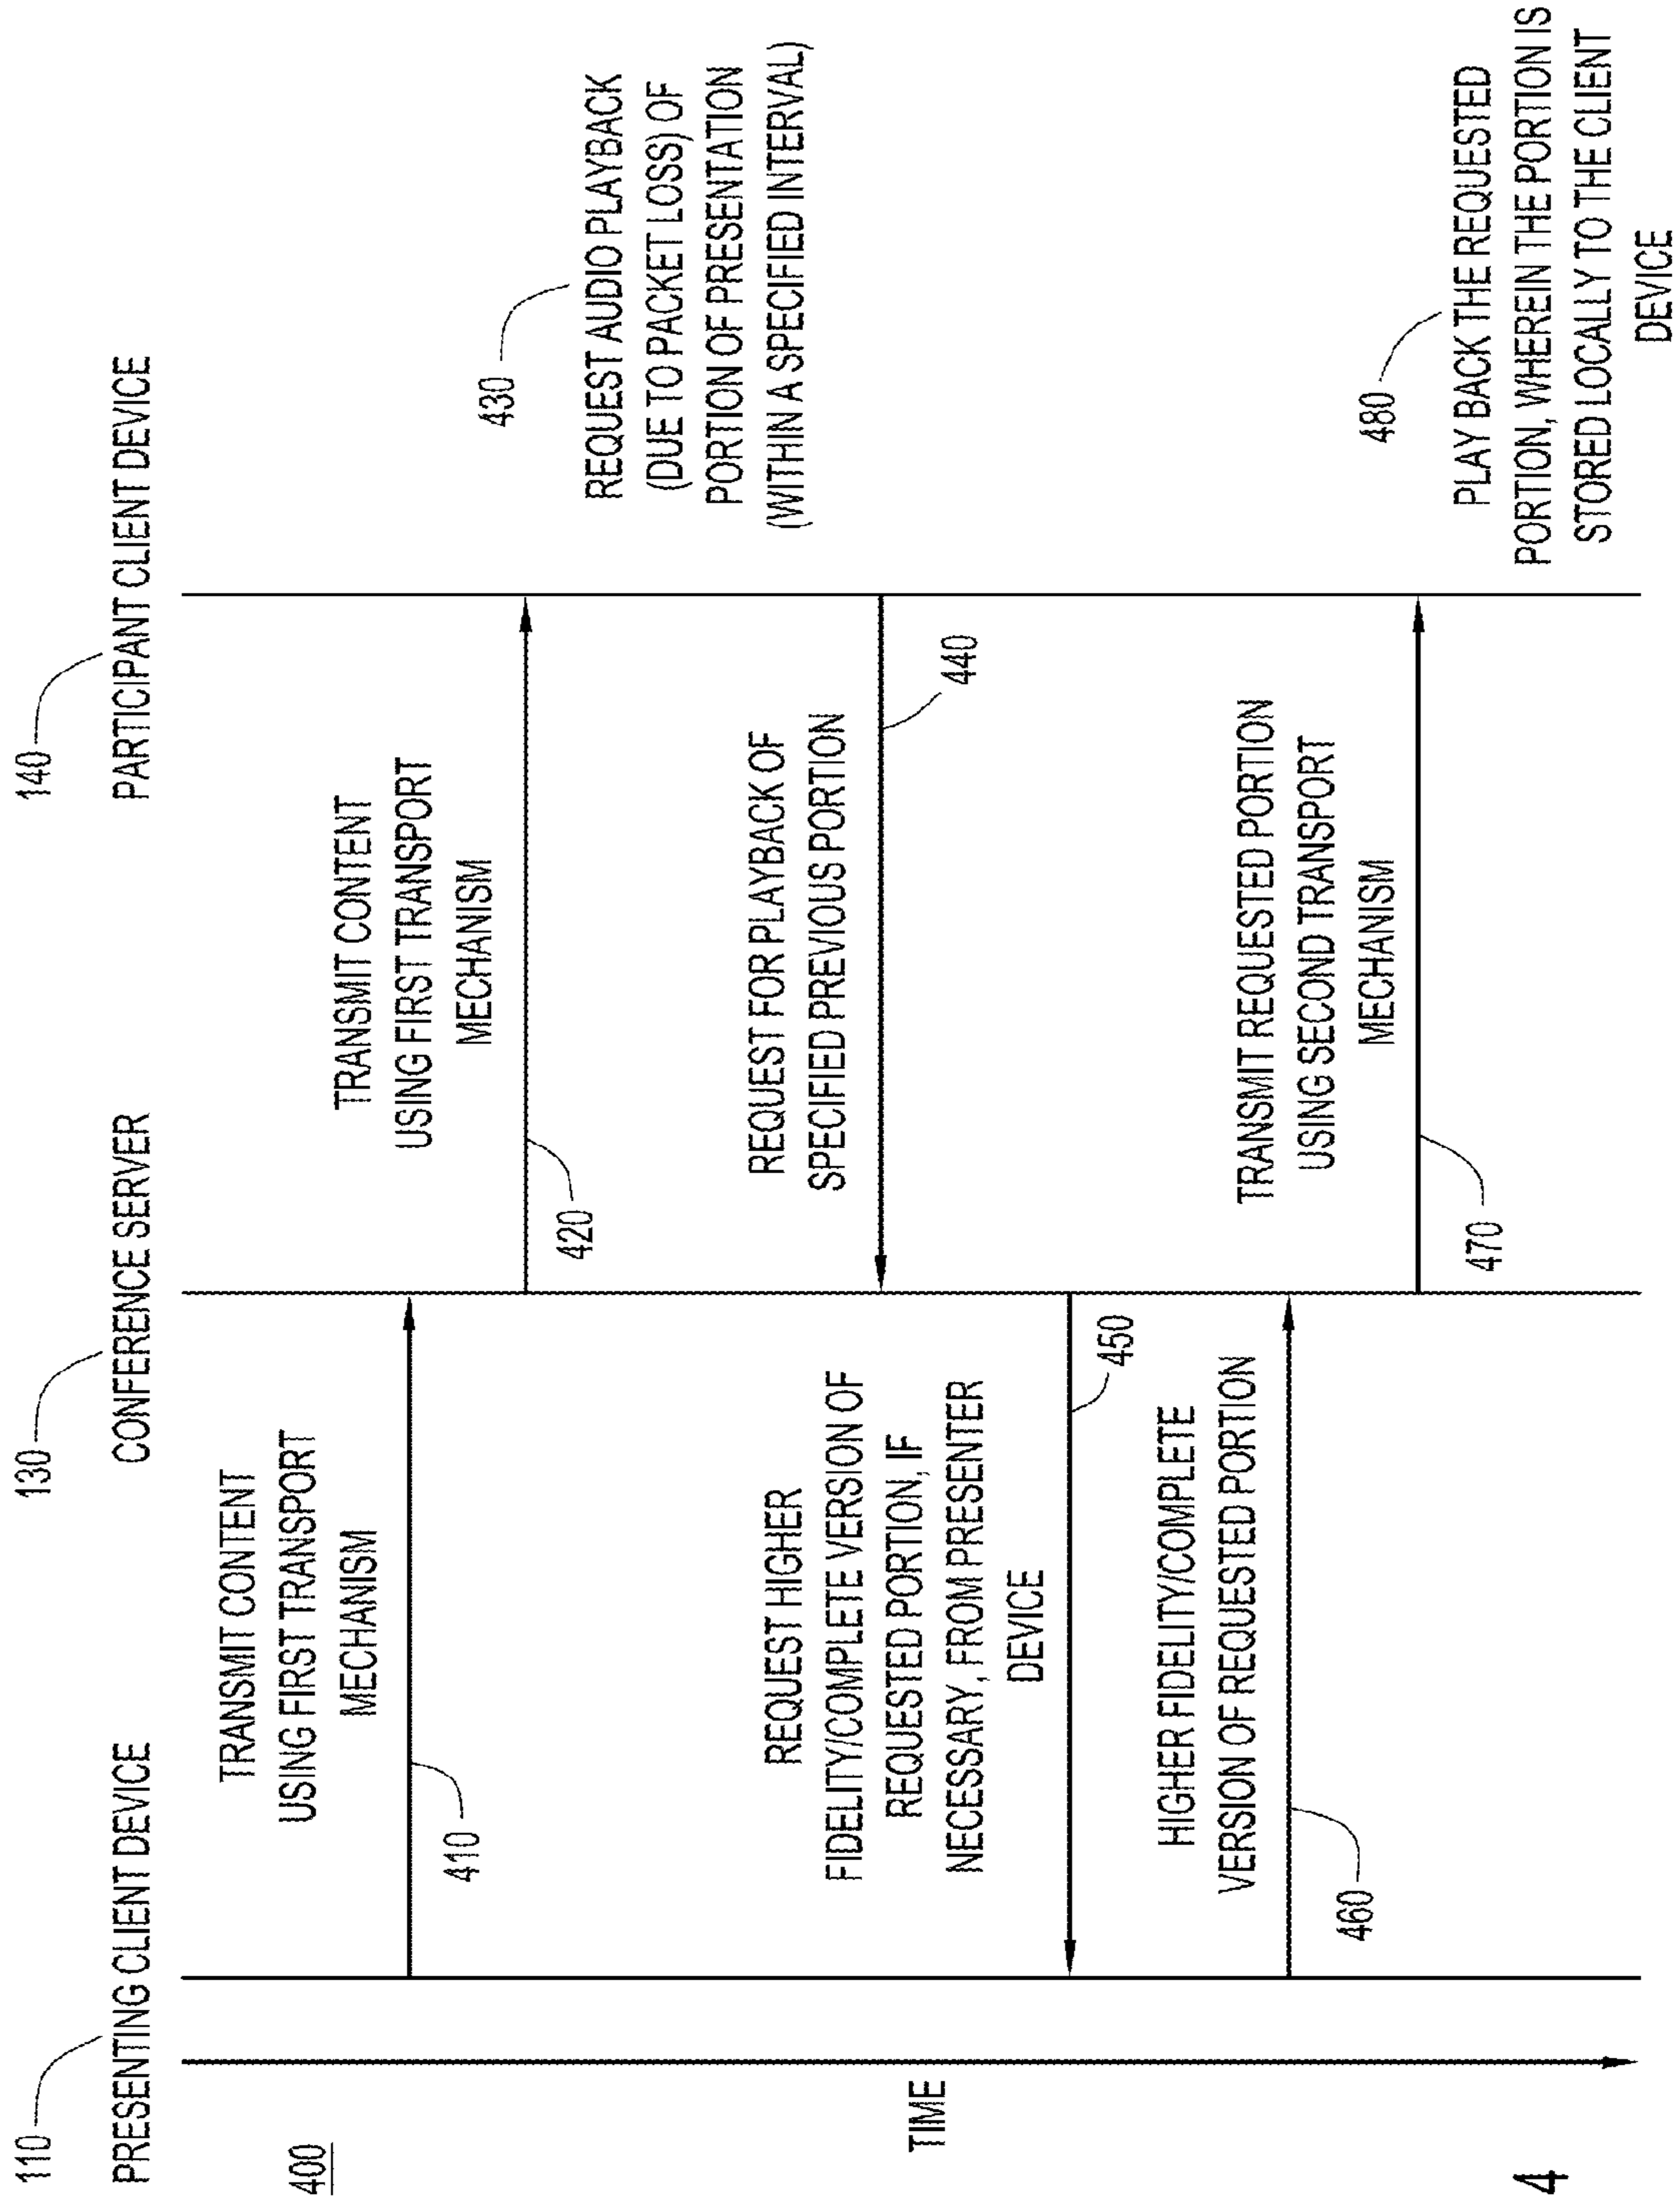 110
PRESENTING CLIENT DEVICE
130
CONFERENCE SERVER
140
PARTICIPANT CLIENT DEVICE
400
TRANSMIT CONTENT
USING FIRST TRANSPORT
MECHANISM
410
TRANSMIT CONTENT
USING FIRST TRANSPORT
MECHANISM
420
430
REQUEST AUDIO PLAYBACK
(DUE TO PACKET LOSS) OF
PORTION OF PRESENTATION
(WITHIN A SPECIFIED INTERVAL)
REQUEST FOR PLAYBACK OF
SPECIFIED PREVIOUS PORTION
440
TIME
REQUEST HIGHER
FIDELITY/COMPLETE VERSION OF
REQUESTED PORTION, IF
NECESSARY, FROM PRESENTER
DEVICE
450
HIGHER FIDELITY/COMPLETE
VERSION OF REQUESTED PORTION
460
TRANSMIT REQUESTED PORTION
USING SECOND TRANSPORT
MECHANISM
470
480
PLAY BACK THE REQUESTED
PORTION, WHEREIN THE PORTION IS
STORED LOCALLY TO THE CLIENT
DEVICE
4